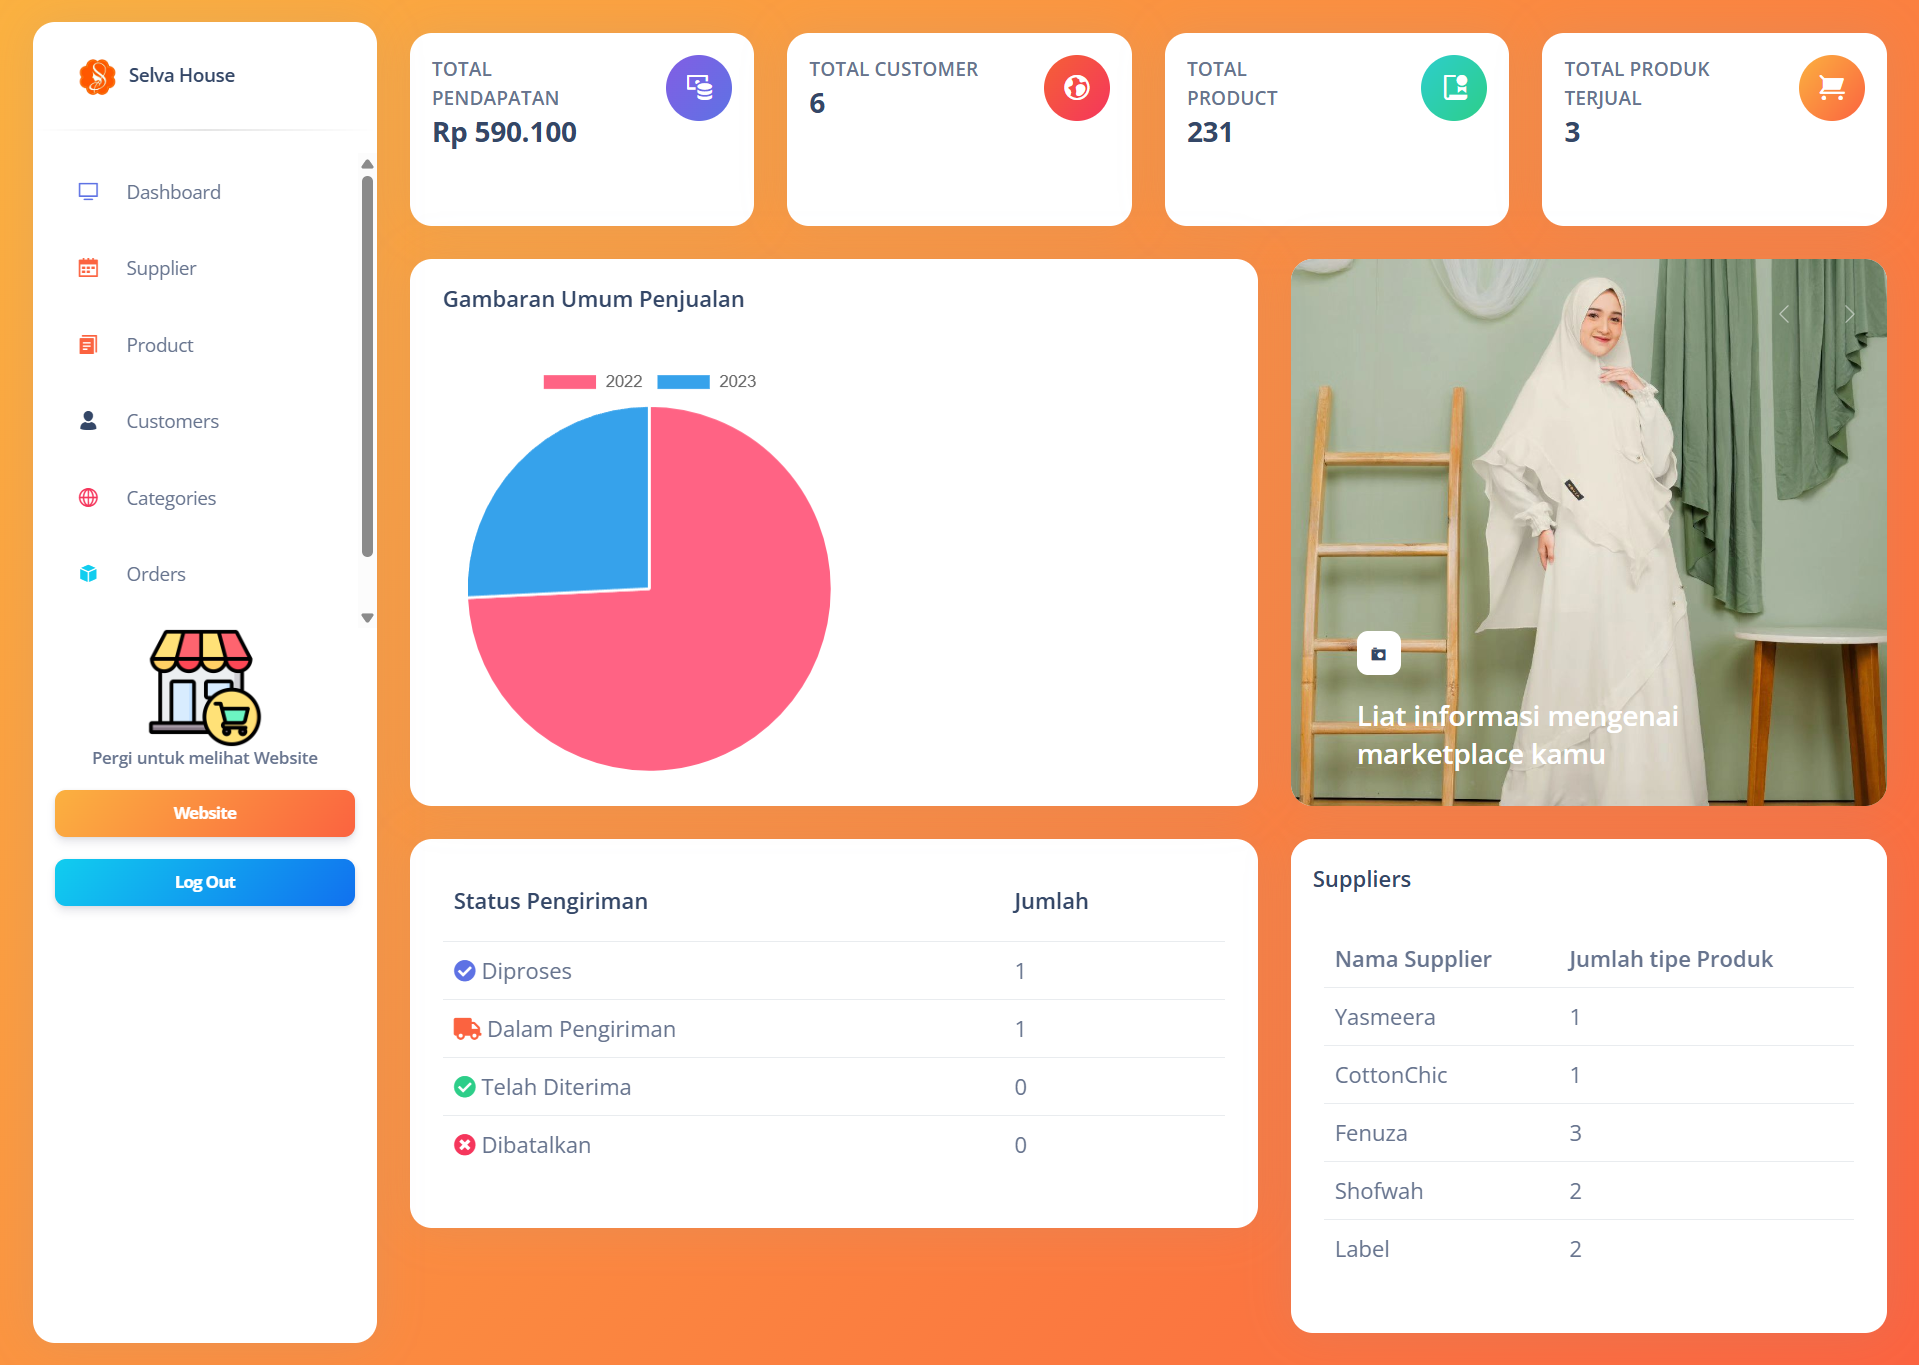 Selva House
Dashboard
Supplier
Product
Customers
Categories
Orders
Pergi untuk melihat Website
Website
Log Out
TOTAL
PENDAPATAN
Rp 590.100
TOTAL CUSTOMER
6
TOTAL
PRODUCT
231
TOTAL PRODUK
TERJUAL
3
Gambaran Umum Penjualan
2022 2023
Liat informasi mengenai
marketplace kamu
Status Pengiriman Jumlah
Diproses 1
Dalam Pengiriman 1
Telah Diterima 0
Dibatalkan 0
Suppliers
Nama Supplier Jumlah tipe Produk
Yasmeera 1
CottonChic 1
Fenuza 3
Shofwah 2
Label 2